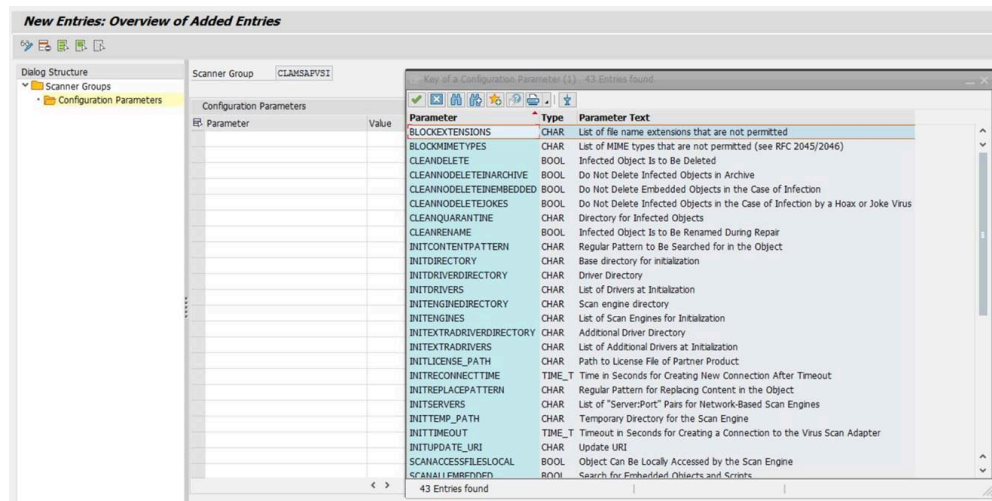 New Entries: Overview of Added Entries
Dialog Structure
Scanner Groups
Configuration Parameters
Scanner Group CLAMSAPVSI
Configuration Parameters
Parameter Value
Key of a Configuration Parameter (1) 43 Entries found
Parameter Type Parameter Text
BLOCKEXTENSIONS CHAR List of file name extensions that are not permitted
BLOCKMIMETYPES CHAR List of MIME types that are not permitted (see RFC 2045/2046)
CLEANDELETE BOOL Infected Object Is to Be Deleted
CLEANNODELETEINARCHIVE BOOL Do Not Delete Infected Objects in Archive
CLEANNODELETEINEMBEDDED BOOL Do Not Delete Embedded Objects in the Case of Infection
CLEANNODELETEJOKES BOOL Do Not Delete Infected Objects in the Case of Infection by a Hoax or Joke Virus
CLEANQUARANTINE CHAR Directory for Infected Objects
CLEANRENAME BOOL Infected Object Is to Be Renamed During Repair
INITCONTENTPATTERN CHAR Regular Pattern to Be Searched for in the Object
INITDIRECTORY CHAR Base directory for initialization
INITDRIVERDIRECTORY CHAR Driver Directory
INITDRIVERS CHAR List of Drivers at Initialization
INITENGINEDIRECTORY CHAR Scan engine directory
INITENGINES CHAR List of Scan Engines for Initialization
INITEXTRADRIVERDIRECTORY CHAR Additional Driver Directory
INITEXTRADRIVERS CHAR List of Additional Drivers at Initialization
INITLICENSE_PATH CHAR Path to License File of Partner Product
INITRECONNECTTIME TIME_T Time in Seconds for Creating New Connection After Timeout
INITREPLACEPATTERN CHAR Regular Pattern for Replacing Content in the Object
INITSERVERS CHAR List of "Server:Port" Pairs for Network-Based Scan Engines
INITTEMP_PATH CHAR Temporary Directory for the Scan Engine
INITTIMEOUT TIME_T Timeout in Seconds for Creating a Connection to the Virus Scan Adapter
INITUPDATE_URI CHAR Update URI
SCANACCESSFILESLOCAL BOOL Object Can Be Locally Accessed by the Scan Engine
SCANALLEMBEDDED BOOL Search for Embedded Objects and Scripts
43 Entries found